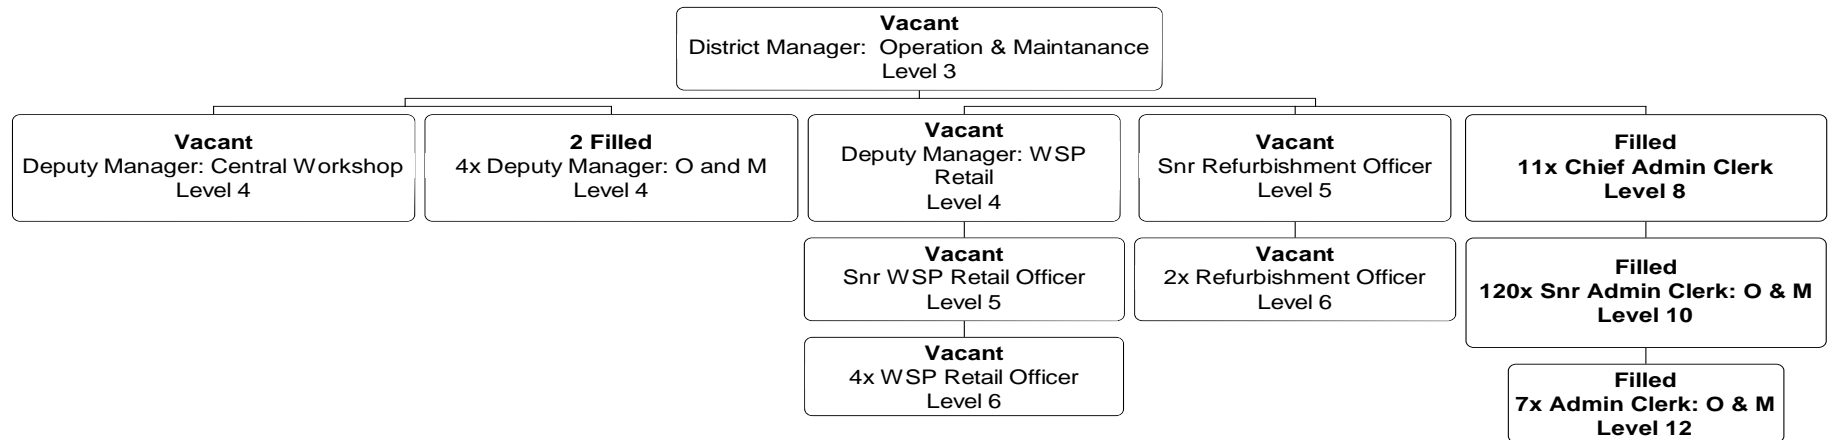 Vacant
District Manager:  Operation & Maintanance
Level 3
Vacant
Deputy Manager: Central Workshop
Level 4
2 Filled
4x Deputy Manager: O and M
Level 4
Vacant
Deputy Manager: WSP
Retail
Level 4
Vacant
Snr Refurbishment Officer
Level 5
Filled
11x Chief Admin Clerk
Level 8
Vacant
Snr WSP Retail Officer
Level 5
Vacant
2x Refurbishment Officer
Level 6
Filled
120x Snr Admin Clerk: O & M
Level 10
Vacant
4x WSP Retail Officer
Level 6
Filled
7x Admin Clerk: O & M
Level 12